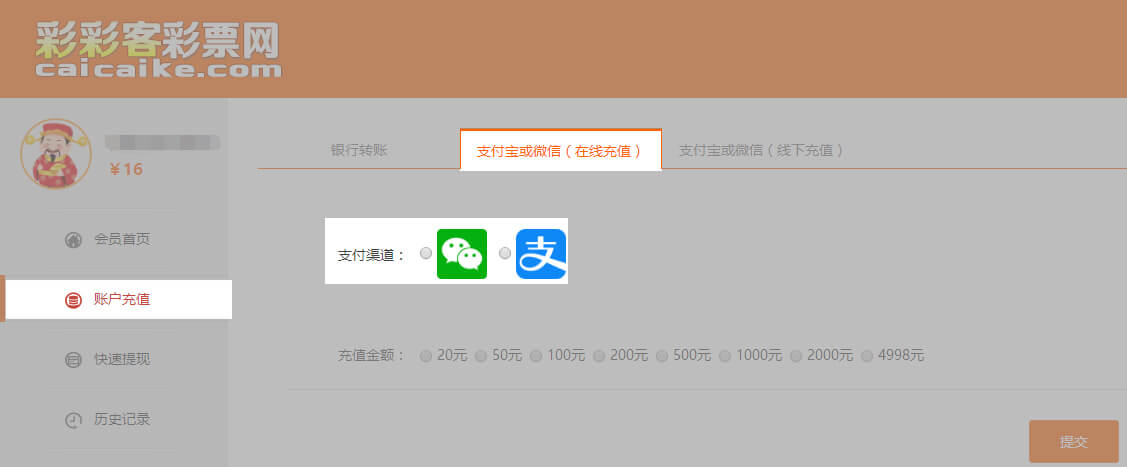 彩彩客彩票网
caicaike.com
¥16
会员首页
账户充值
快速提现
历史记录
银行转账
支付宝或微信（在线充值）
支付宝或微信（线下充值）
支付渠道：
支
充值金额：
20元 50元 100元 200元 500元 1000元 2000元 4998元
提交